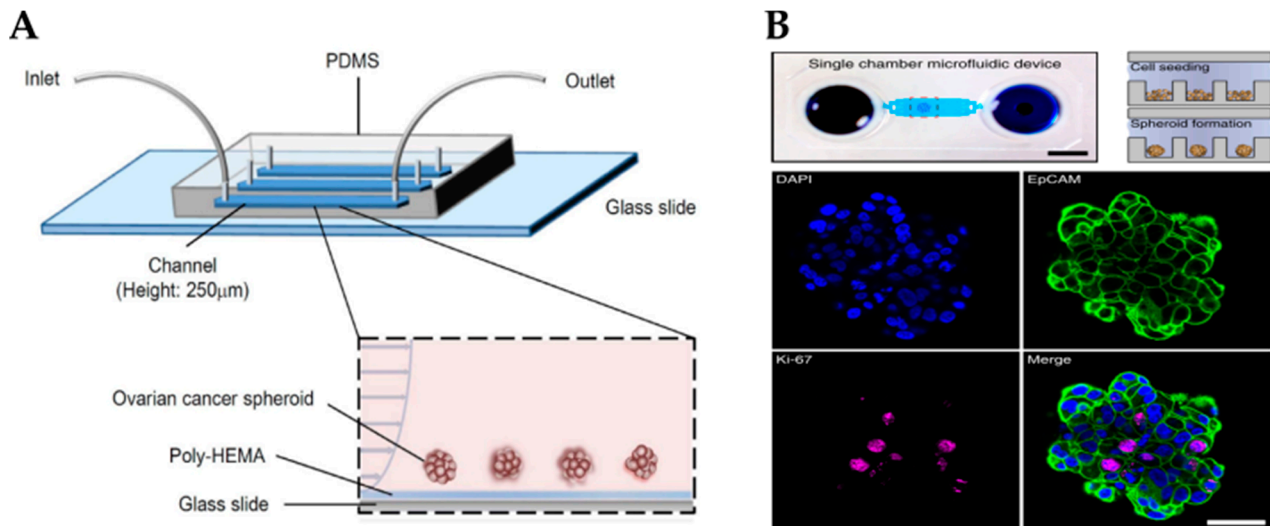 A
PDMS
Inlet
Outlet
Glass slide
Channel
(Height: 250μm)
Ovarian cancer spheroid
Poly-HEMA
Glass slide
B
Single chamber microfluidic device
Cell seeding
Spheroid formation
DAPI
EpCAM
Ki-67
Merge